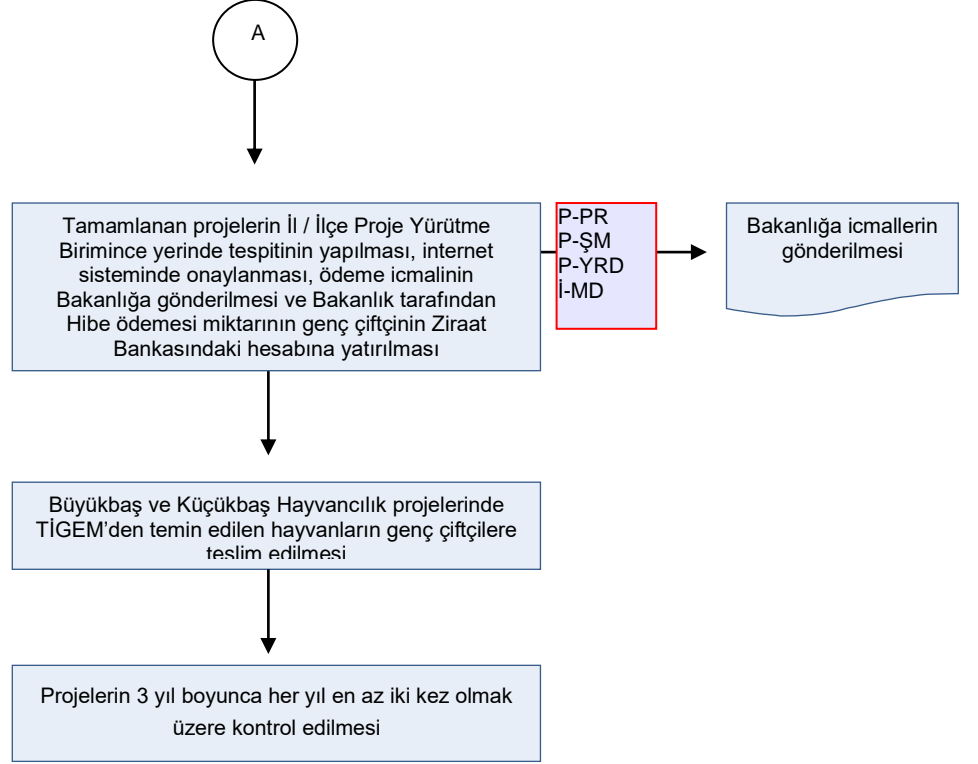 A
Tamamlanan projelerin İl / İlçe Proje Yürütme
Birimince yerinde tespitinin yapılması, internet
sisteminde onaylanması, ödeme icmalinin
Bakanlığa gönderilmesi ve Bakanlık tarafından
Hibe ödemesi miktarının genç çiftçinin Ziraat
Bankasındaki hesabına yatırılması
P-PR
P-ŞM
P-YRD
İ-MD
Bakanlığa icmallerin
gönderilmesi
Büyükbaş ve Küçükbaş Hayvancılık projelerinde
TİGEM’den temin edilen hayvanların genç çiftçilere
teslim edilmesi
Projelerin 3 yıl boyunca her yıl en az iki kez olmak
üzere kontrol edilmesi